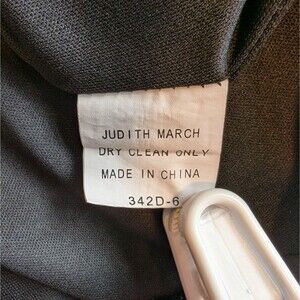 JUDITH MARCH
DRY CLEAN ONLY
MADE IN CHINA
342D-6